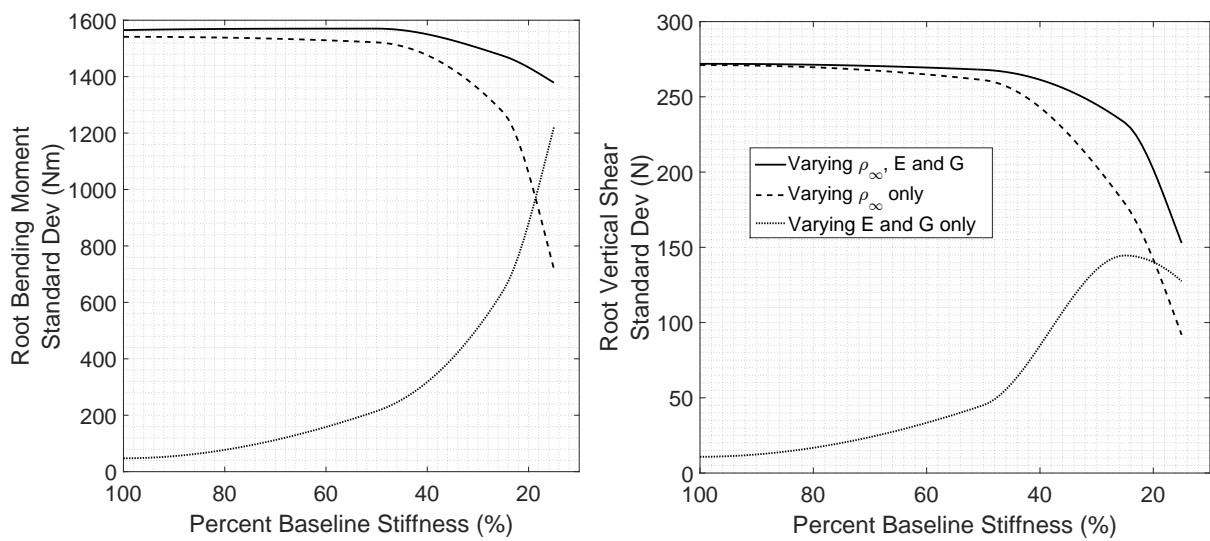 Root Bending Moment
Standard Dev (Nm)
1600
1400
1200
1000
800
600
400
200
0
100
80
60
40
20
Percent Baseline Stiffness (%)
Root Vertical Shear
Standard Dev (N)
300
250
200
150
100
50
0
Varying ρ∞, E and G
Varying ρ∞ only
Varying E and G only
100
80
60
40
20
Percent Baseline Stiffness (%)